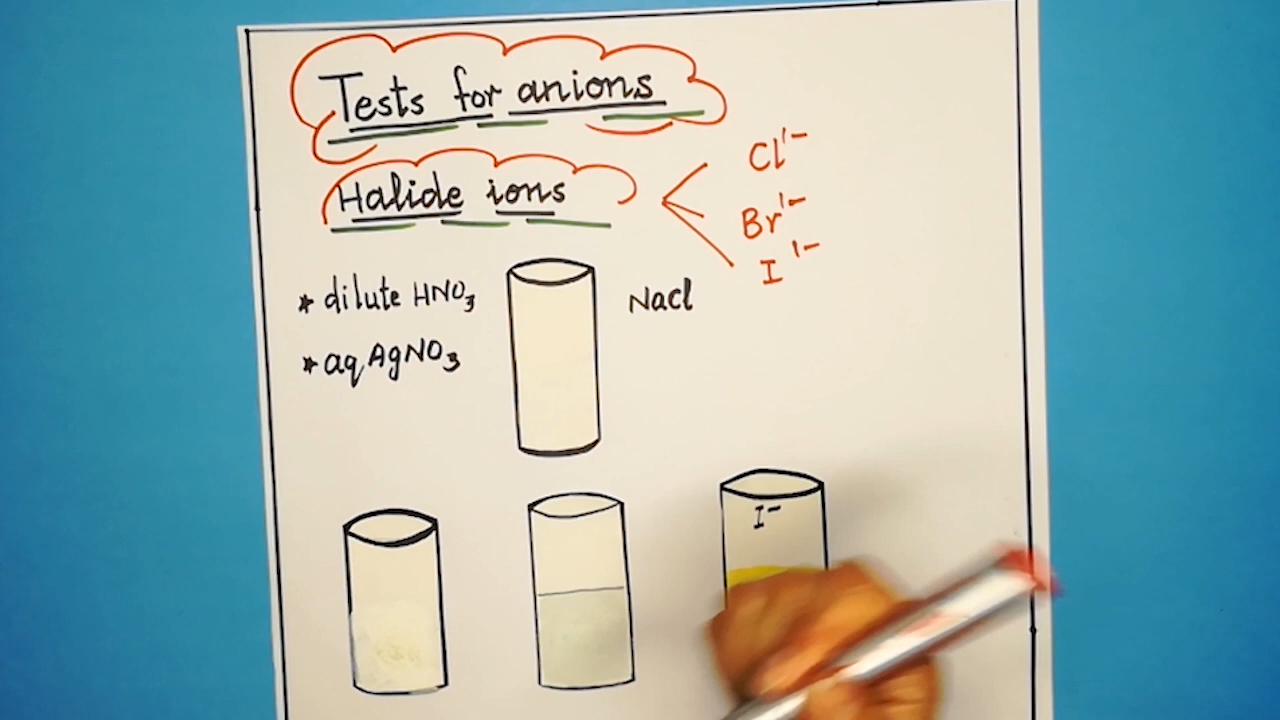 Tests for anions
Halide ions
Cl¹⁻
Br¹⁻
I¹⁻
* dilute HNO₃
NaCl
* aq AgNO₃
I⁻